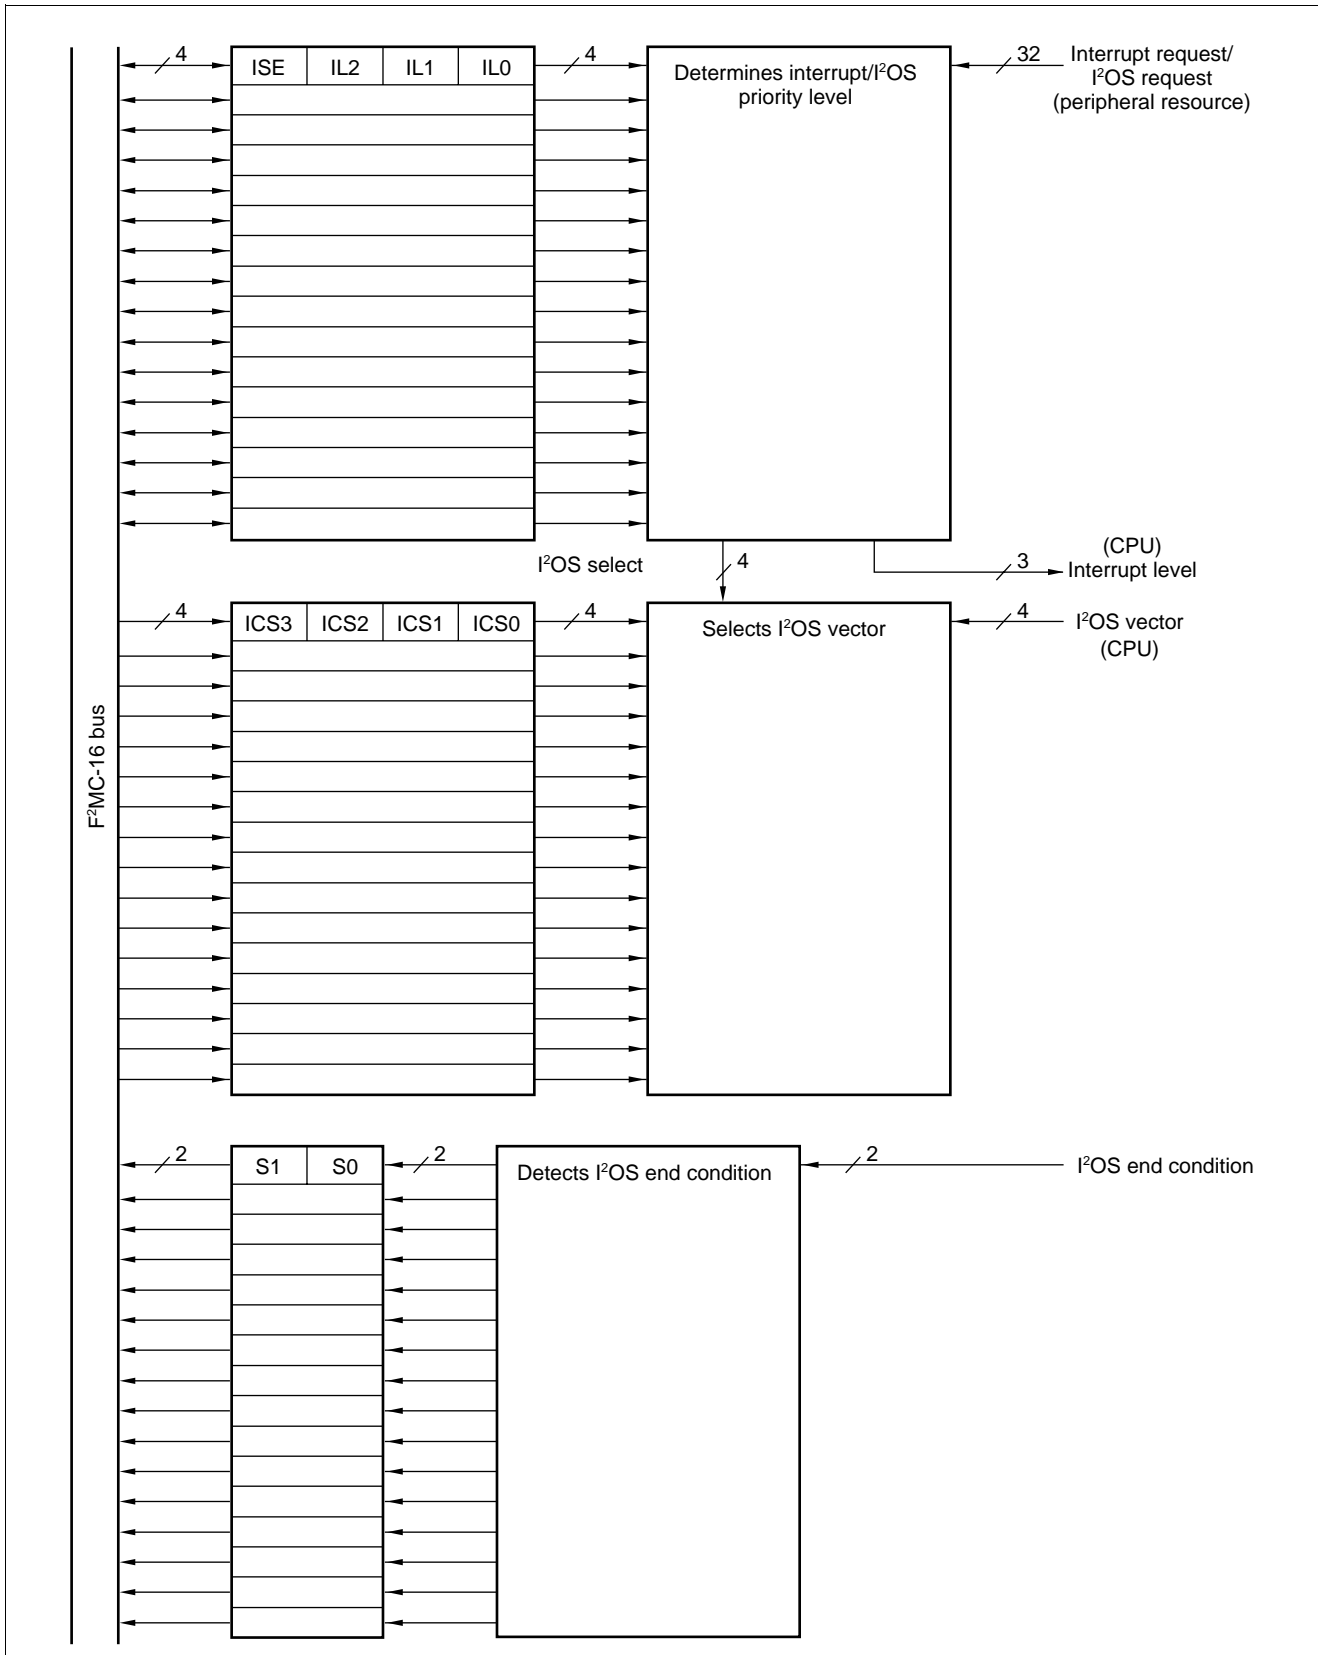 4
ISE IL2 IL1 IL0
4
Determines interrupt/I²OS
priority level
32
Interrupt request/
I²OS request
(peripheral resource)
I²OS select
4
3
(CPU)
Interrupt level
4
ICS3 ICS2 ICS1 ICS0
4
Selects I²OS vector
4
I²OS vector
(CPU)
F²MC-16 bus
2
S1 S0
2
Detects I²OS end condition
2
I²OS end condition